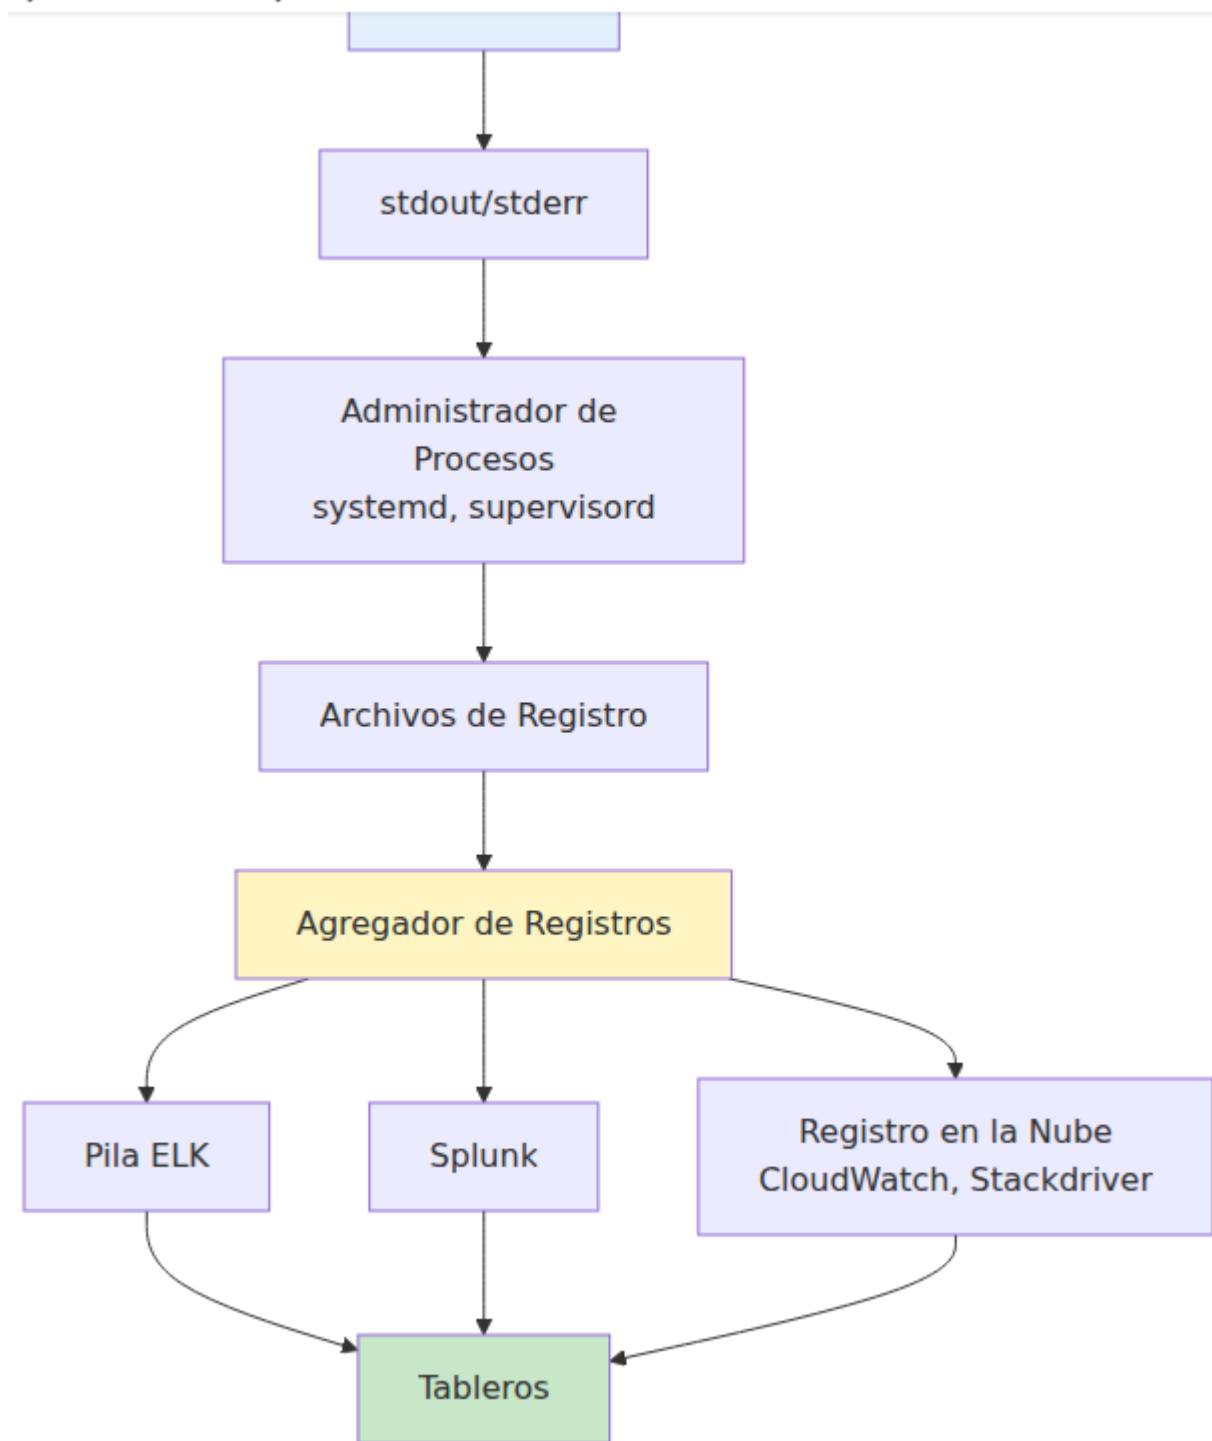 stdout/stderr
Administrador de
Procesos
systemd, supervisord
Archivos de Registro
Agregador de Registros
Pila ELK
Splunk
Registro en la Nube
CloudWatch, Stackdriver
Tableros